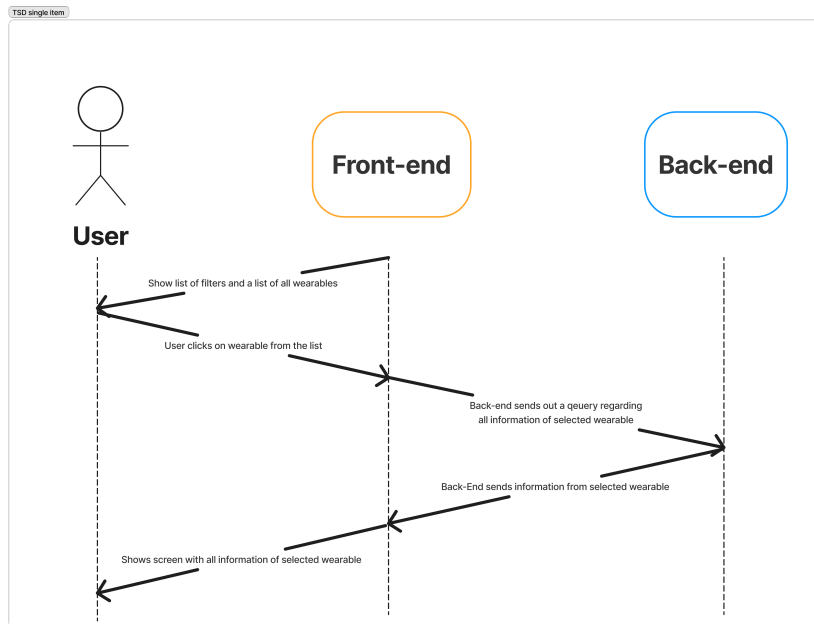 TSD single item
Front-end
Back-end
User
Show list of filters and a list of all wearables
User clicks on wearable from the list
Back-end sends out a qeuery regarding
all information of selected wearable
Back-End sends information from selected wearable
Shows screen with all information of selected wearable